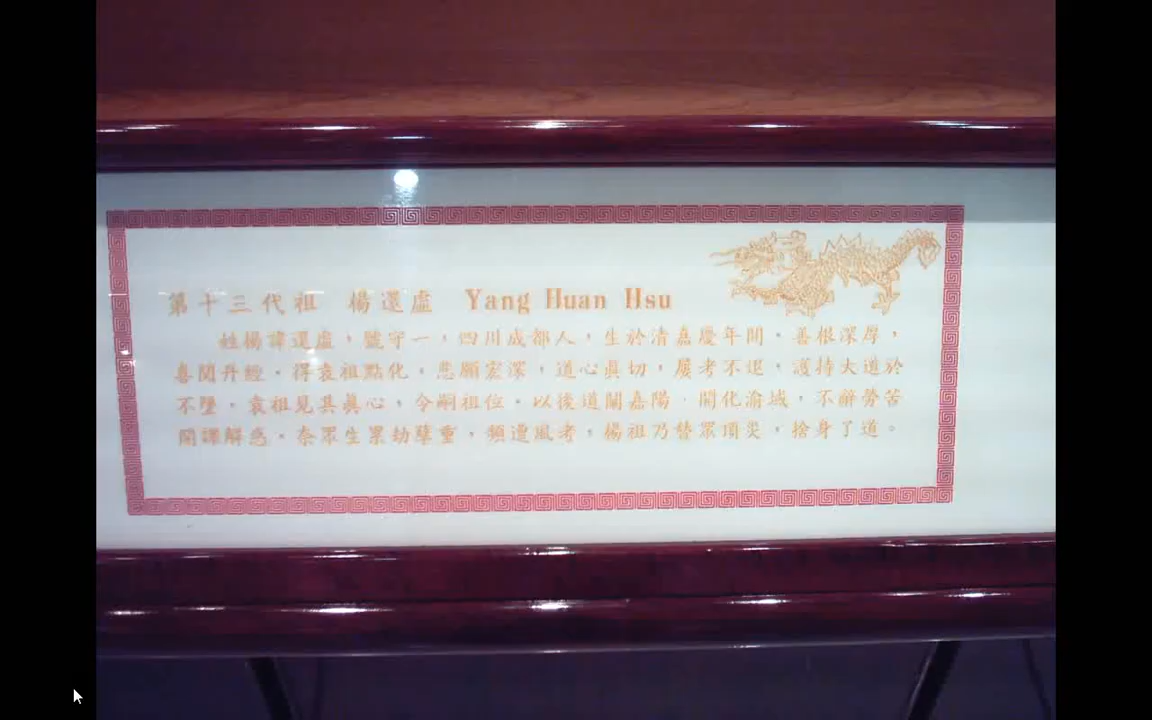 第十三代祖 楊還虛 Yang Huan Hsu
姓楊諱還虛，號守一，四川成都人，生於清嘉慶年間。善根深厚，
喜閱丹經。得袁祖點化。悲願宏深，道心眞切，屢考不退，護持大道於
不墜。袁祖見其眞心，令嗣祖位。以後道闡嘉陽，開化渝域，不辭勞苦
闡譯解惑。奈眾生累劫孽重，頻遭風考，楊祖乃替眾頂災，捨身了道。